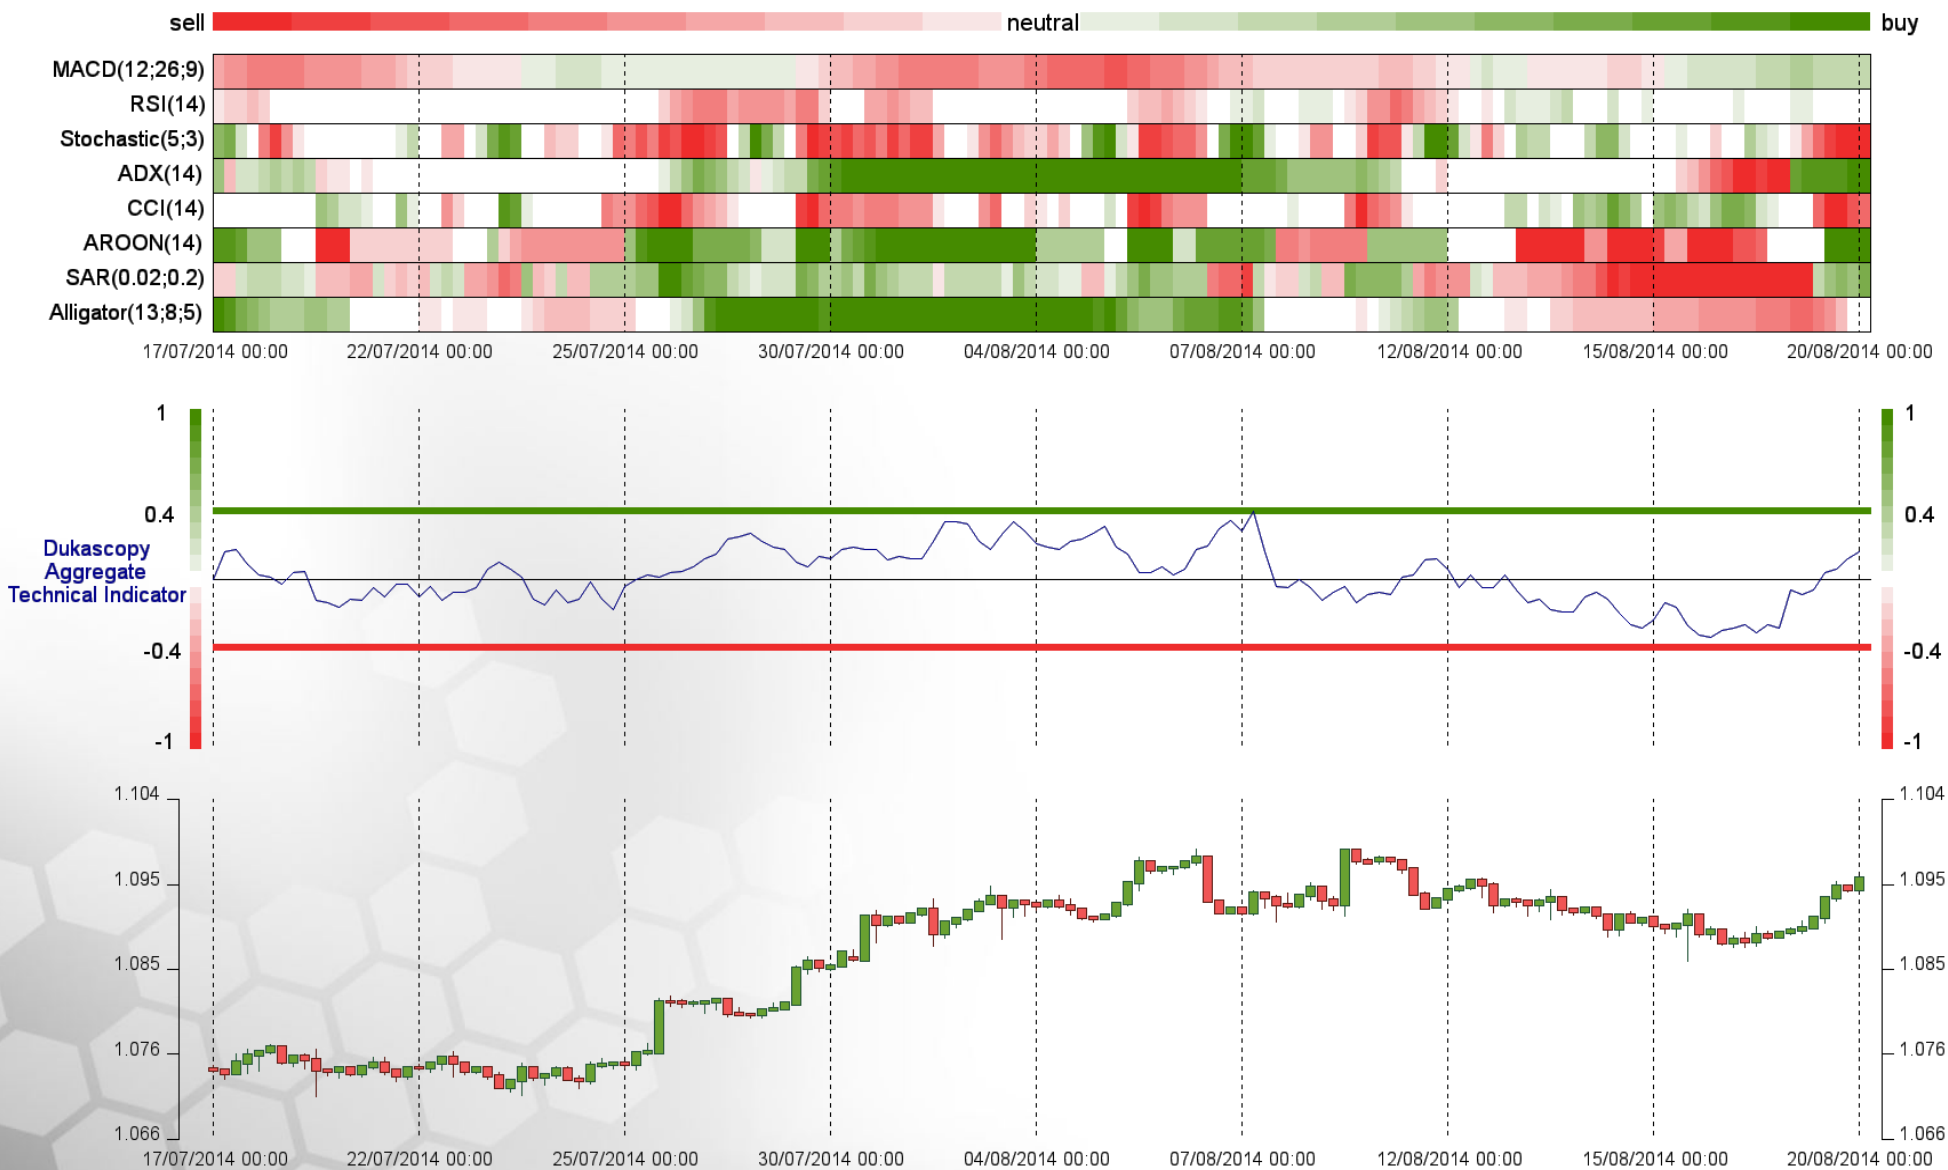 sell neutral buy
MACD(12;26;9)
RSI(14)
Stochastic(5;3)
ADX(14)
CCI(14)
AROON(14)
SAR(0.02;0.2)
Alligator(13;8;5)
17/07/2014 00:00 22/07/2014 00:00 25/07/2014 00:00 30/07/2014 00:00 04/08/2014 00:00 07/08/2014 00:00 12/08/2014 00:00 15/08/2014 00:00 20/08/2014 00:00
1 1
0.4 0.4
Dukascopy
Aggregate
Technical Indicator
-0.4 -0.4
-1 -1
1.104 1.104
1.095 1.095
1.085 1.085
1.076 1.076
1.066 1.066
17/07/2014 00:00 22/07/2014 00:00 25/07/2014 00:00 30/07/2014 00:00 04/08/2014 00:00 07/08/2014 00:00 12/08/2014 00:00 15/08/2014 00:00 20/08/2014 00:00